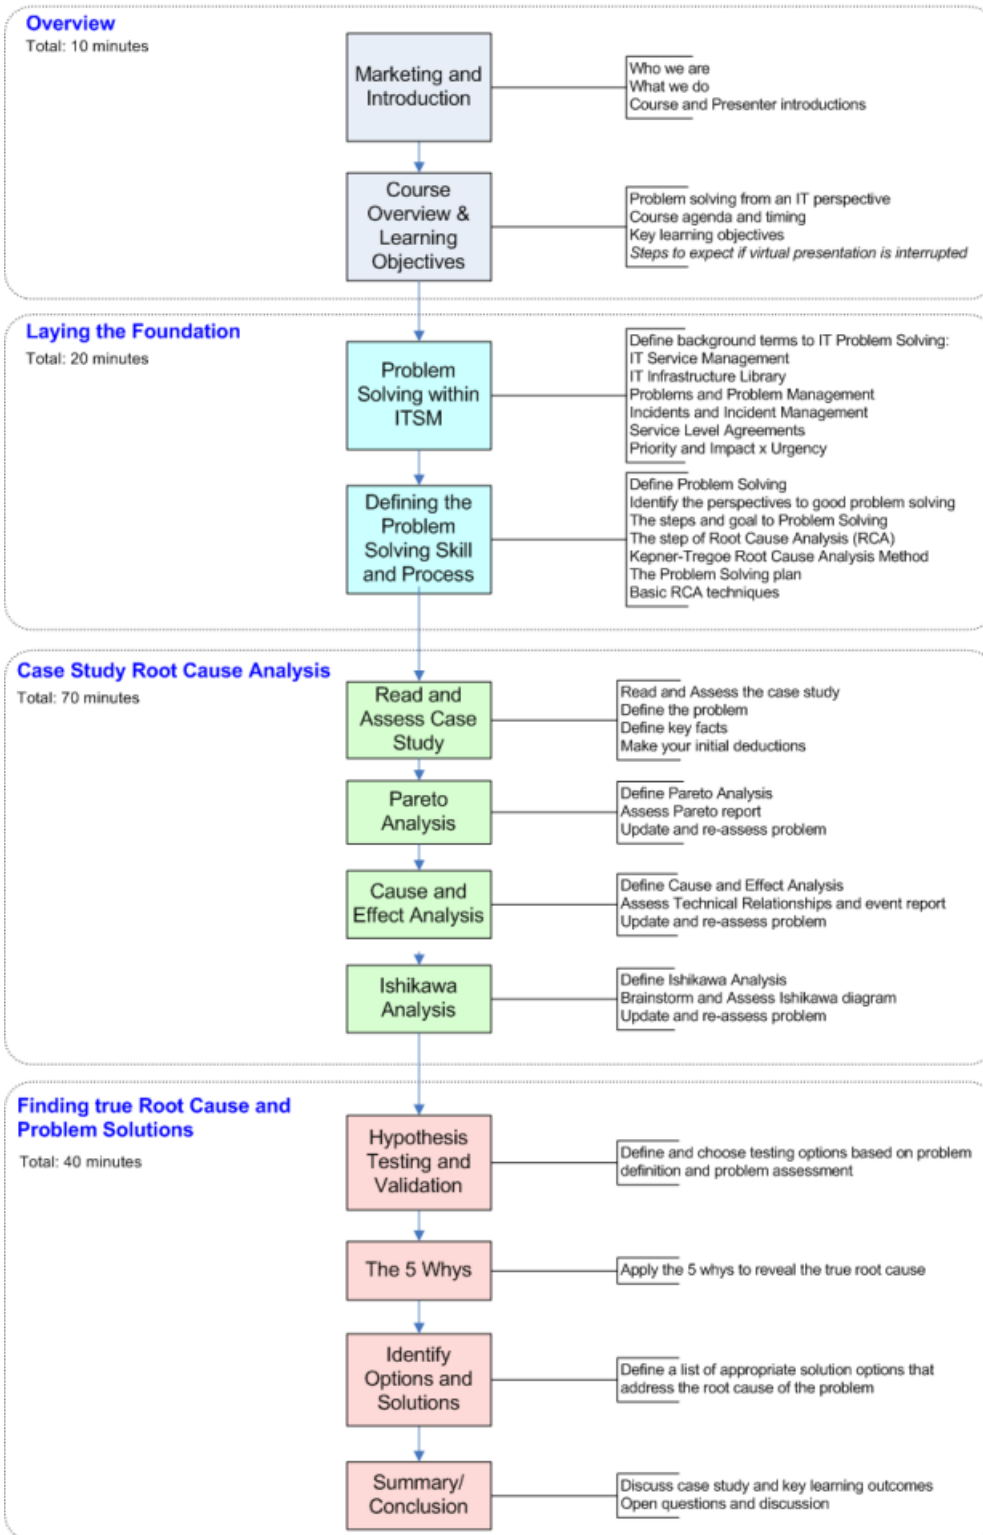 Overview
Total: 10 minutes
Marketing and
Introduction
Who we are
What we do
Course and Presenter introductions
Course
Overview &
Learning
Objectives
Problem solving from an IT perspective
Course agenda and timing
Key learning objectives
Steps to expect if virtual presentation is interrupted
Laying the Foundation
Total: 20 minutes
Problem
Solving within
ITSM
Define background terms to IT Problem Solving:
IT Service Management
IT Infrastructure Library
Problems and Problem Management
Incidents and Incident Management
Service Level Agreements
Priority and Impact x Urgency
Defining the
Problem
Solving Skill
and Process
Define Problem Solving
Identify the perspectives to good problem solving
The steps and goal to Problem Solving
The step of Root Cause Analysis (RCA)
Kepner-Tregoe Root Cause Analysis Method
The Problem Solving plan
Basic RCA techniques
Case Study Root Cause Analysis
Total: 70 minutes
Read and
Assess Case
Study
Read and Assess the case study
Define the problem
Define key facts
Make your initial deductions
Pareto
Analysis
Define Pareto Analysis
Assess Pareto report
Update and re-assess problem
Cause and
Effect Analysis
Define Cause and Effect Analysis
Assess Technical Relationships and event report
Update and re-assess problem
Ishikawa
Analysis
Define Ishikawa Analysis
Brainstorm and Assess Ishikawa diagram
Update and re-assess problem
Finding true Root Cause and
Problem Solutions
Total: 40 minutes
Hypothesis
Testing and
Validation
Define and choose testing options based on problem
definition and problem assessment
The 5 Whys
Apply the 5 whys to reveal the true root cause
Identify
Options and
Solutions
Define a list of appropriate solution options that
address the root cause of the problem
Summary/
Conclusion
Discuss case study and key learning outcomes
Open questions and discussion